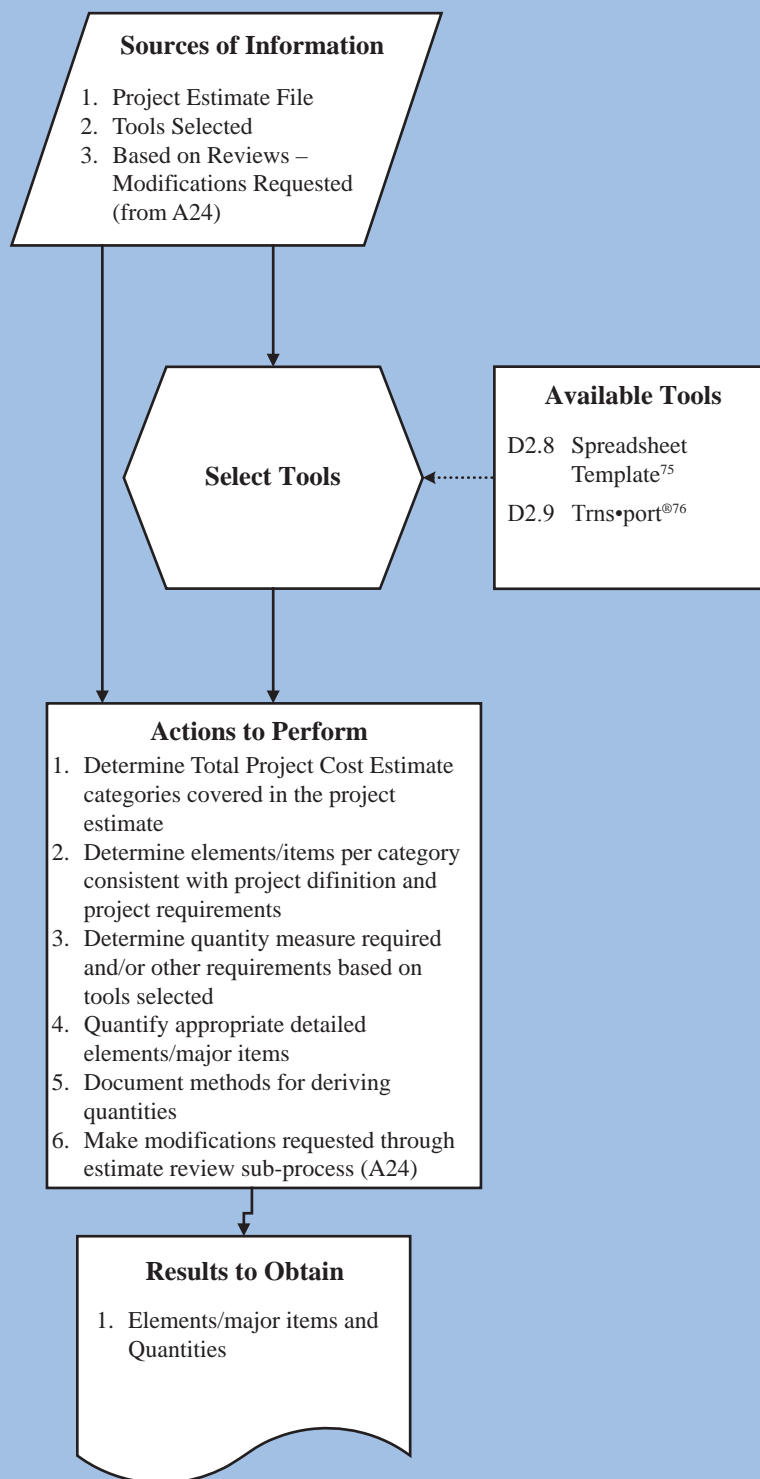 Sources of Information
1. Project Estimate File
2. Tools Selected
3. Based on Reviews –
Modifications Requested
(from A24)
Select Tools
Available Tools
D2.8 Spreadsheet
Template75
D2.9 Trns•port®76
Actions to Perform
1. Determine Total Project Cost Estimate
categories covered in the project
estimate
2. Determine elements/items per category
consistent with project difinition and
project requirements
3. Determine quantity measure required
and/or other requirements based on
tools selected
4. Quantify appropriate detailed
elements/major items
5. Document methods for deriving
quantities
6. Make modifications requested through
estimate review sub-process (A24)
Results to Obtain
1. Elements/major items and
Quantities